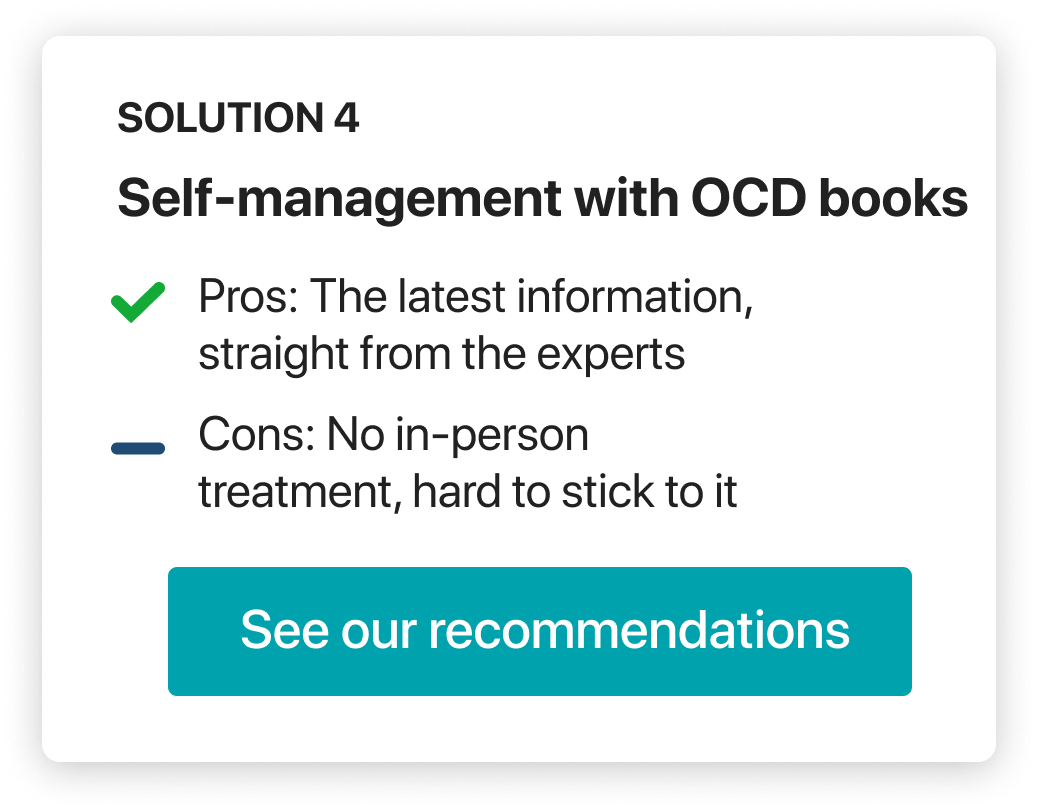 SOLUTION 4
Self-management with OCD books
Pros: The latest information,
straight from the experts
Cons: No in-person
treatment, hard to stick to it
See our recommendations